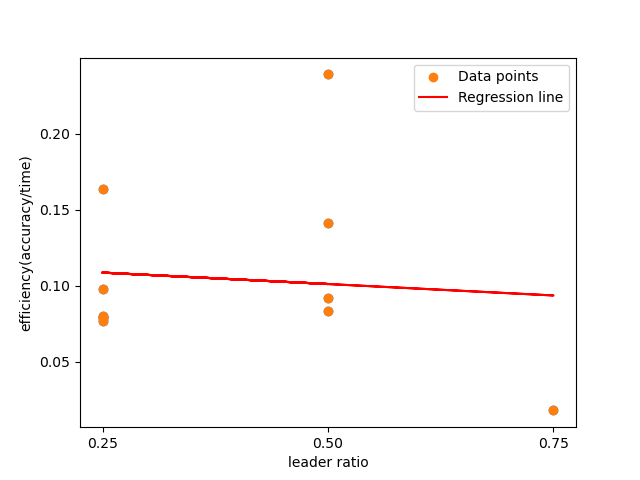 Data points
Regression line
0.20
0.15
0.10
0.05
efficiency(accuracy/time)
0.25
0.50
0.75
leader ratio